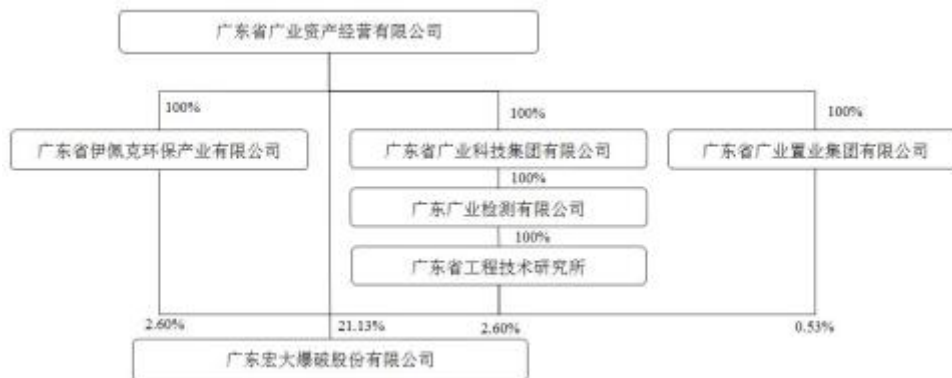 广东省广业资产经营有限公司
100% 100% 100%
广东省伊佩克环保产业有限公司 广东省广业科技集团有限公司 广东省广业置业集团有限公司
100%
广东广业检测有限公司
100%
广东省工程技术研究所
2.60% 21.13% 2.60% 0.53%
广东宏大爆破股份有限公司